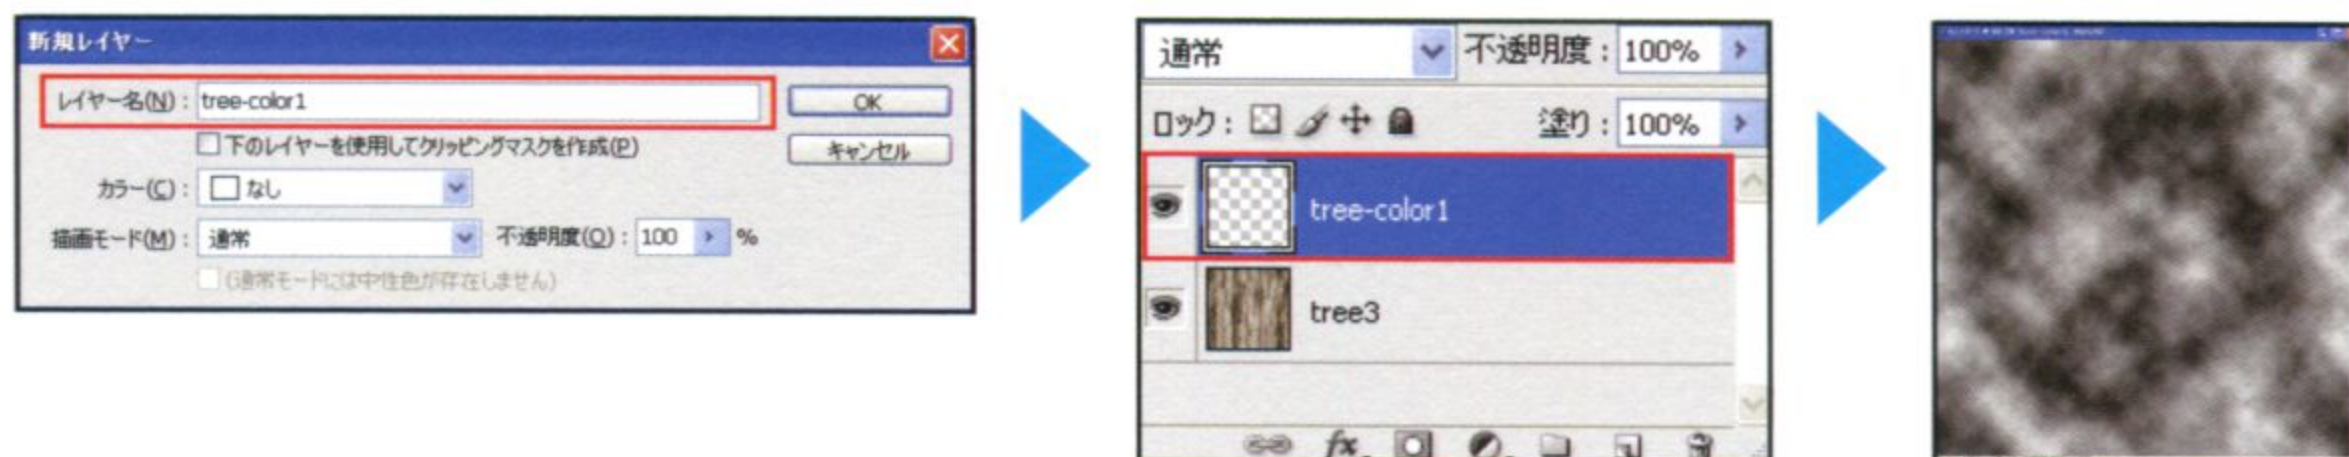 新規レイヤー
レイヤー名(N): tree-color1
OK
下のレイヤーを使用してクリッピングマスクを作成(P)
キャンセル
カラー(C): なし
描画モード(M): 通常 不透明度(O): 100 %
(通常モードには中性色が存在しません)
通常 不透明度: 100%
ロック: 塗り: 100%
tree-color1
tree3
fx.